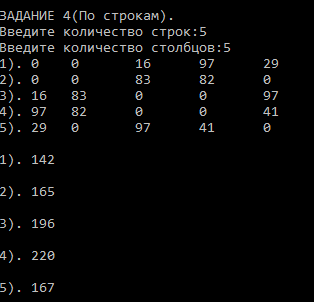 ЗАДАНИЕ 4(По строкам).
Введите количество строк:5
Введите количество столбцов:5
1). 0 0 16 97 29
2). 0 0 83 82 0
3). 16 83 0 0 97
4). 97 82 0 0 41
5). 29 0 97 41 0
1). 142
2). 165
3). 196
4). 220
5). 167